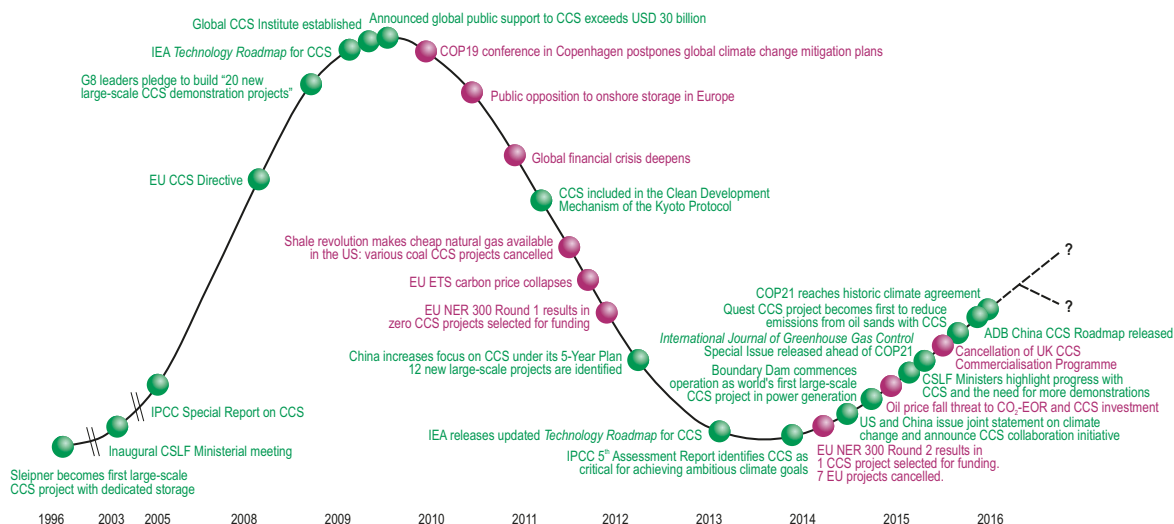 Announced global public support to CCS exceeds USD 30 billion
Global CCS Institute established
IEA Technology Roadmap for CCS
COP19 conference in Copenhagen postpones global climate change mitigation plans
G8 leaders pledge to build “20 new
large-scale CCS demonstration projects”
Public opposition to onshore storage in Europe
Global financial crisis deepens
EU CCS Directive
CCS included in the Clean Development
Mechanism of the Kyoto Protocol
Shale revolution makes cheap natural gas available
in the US: various coal CCS projects cancelled
EU ETS carbon price collapses
EU NER 300 Round 1 results in
zero CCS projects selected for funding
China increases focus on CCS under its 5-Year Plan
12 new large-scale projects are identified
?
?
COP21 reaches historic climate agreement
Quest CCS project becomes first to reduce
emissions from oil sands with CCS
ADB China CCS Roadmap released
International Journal of Greenhouse Gas Control
Special Issue released ahead of COP21
Cancellation of UK CCS
Commercialisation Programme
Boundary Dam commences
operation as world's first large-scale
CCS project in power generation
CSLF Ministers highlight progress with
CCS and the need for more demonstrations
Oil price fall threat to CO₂-EOR and CCS investment
US and China issue joint statement on climate
change and announce CCS collaboration initiative
IEA releases updated Technology Roadmap for CCS
EU NER 300 Round 2 results in
1 CCS project selected for funding.
7 EU projects cancelled.
IPCC 5th Assessment Report identifies CCS as
critical for achieving ambitious climate goals
IPCC Special Report on CCS
Inaugural CSLF Ministerial meeting
Sleipner becomes first large-scale
CCS project with dedicated storage
1996 2003 2005 2008 2009 2010 2011 2012 2013 2014 2015 2016